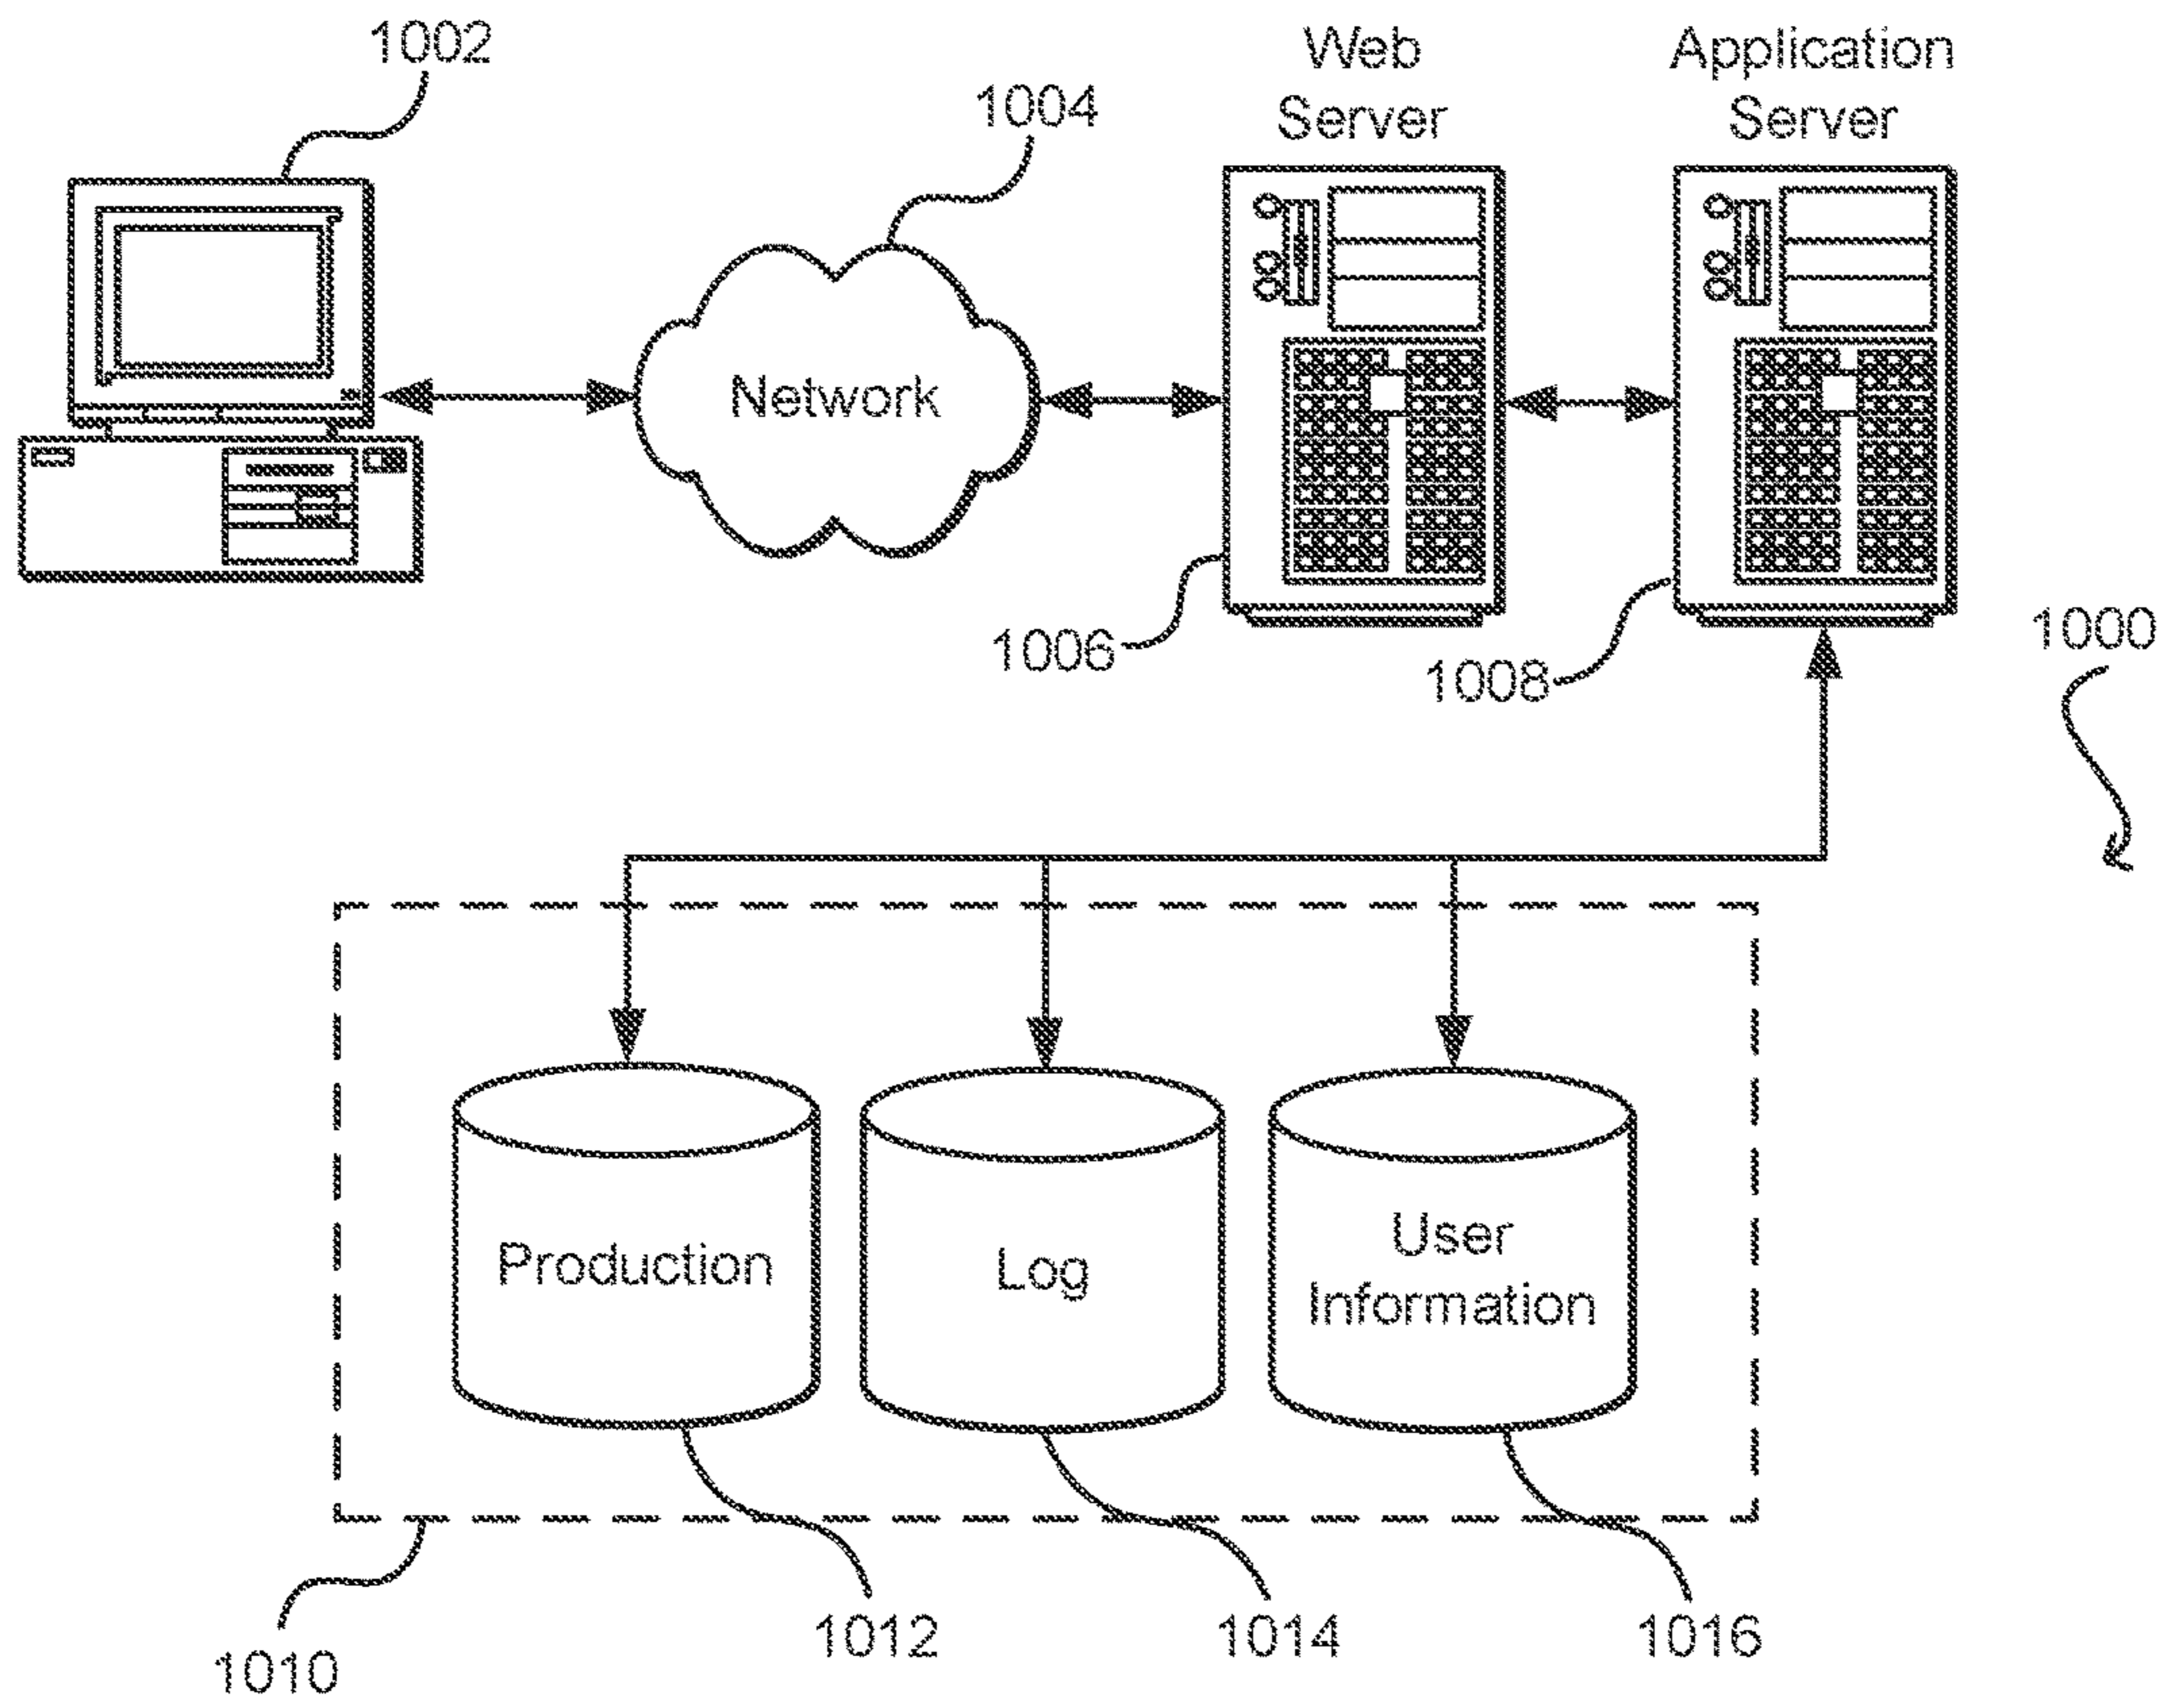 1002
1004
Web
Server
Application
Server
Network
1006
1008
1000
Production
Log
User
Information
1010
1012
1014
1016